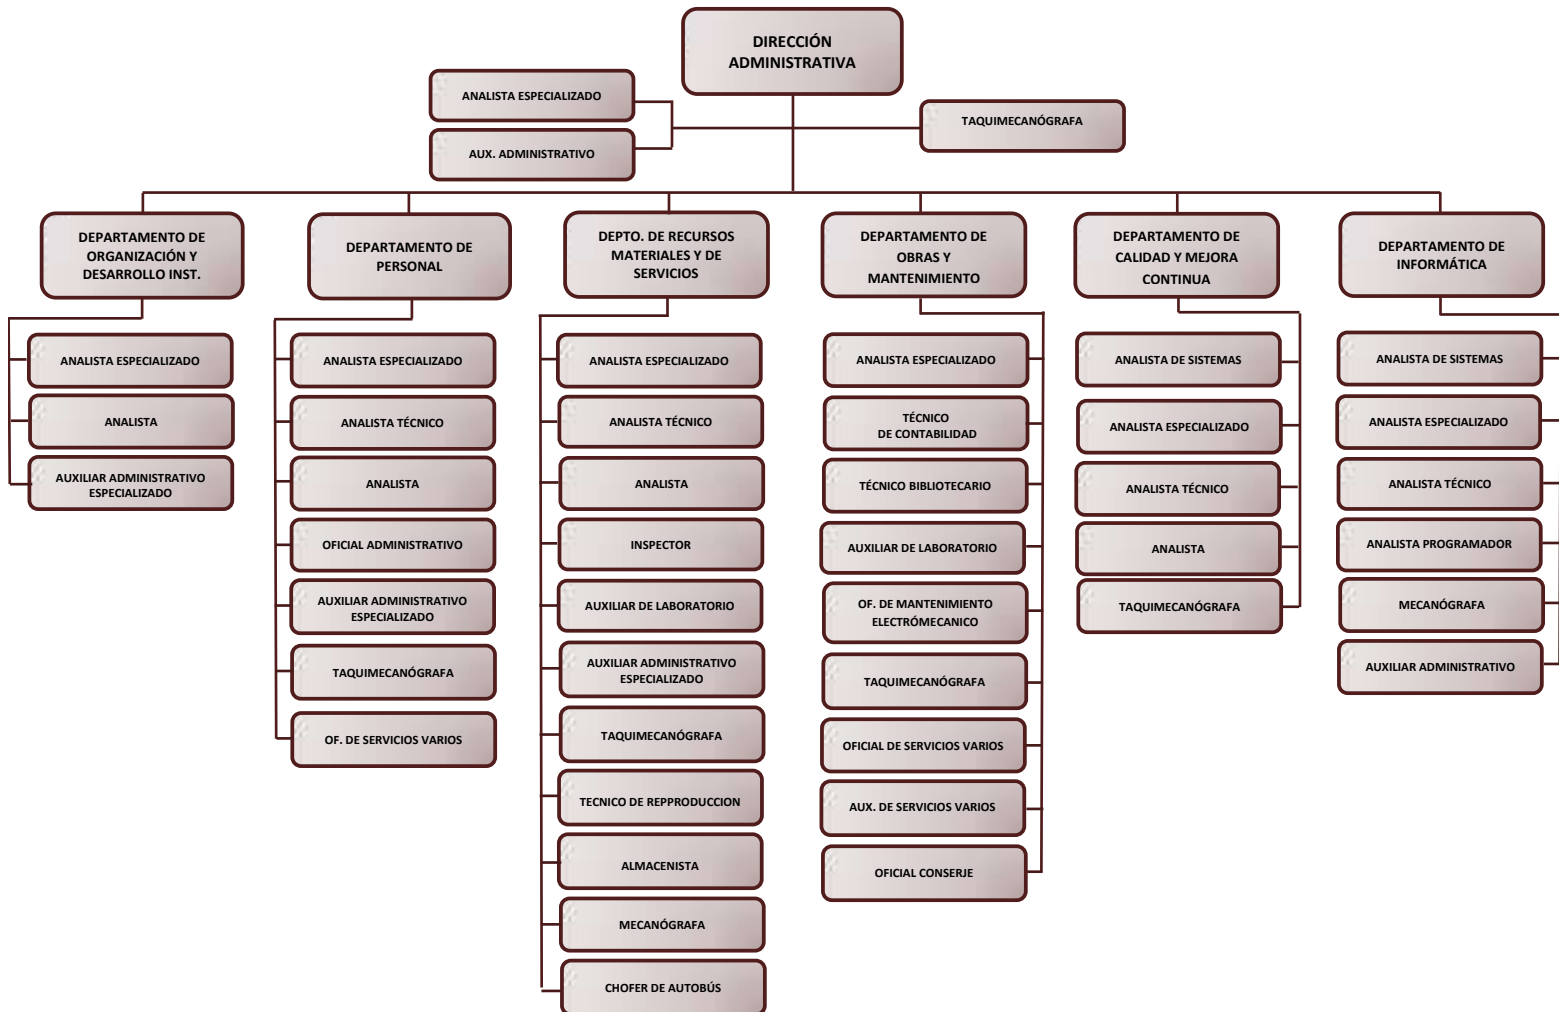 DIRECCIÓN
ADMINISTRATIVA
ANALISTA ESPECIALIZADO
AUX. ADMINISTRATIVO
TAQUIMECANÓGRAFA
DEPARTAMENTO DE
ORGANIZACIÓN Y
DESARROLLO INST.
ANALISTA ESPECIALIZADO
ANALISTA
AUXILIAR ADMINISTRATIVO
ESPECIALIZADO
DEPARTAMENTO DE
PERSONAL
ANALISTA ESPECIALIZADO
ANALISTA TÉCNICO
ANALISTA
OFICIAL ADMINISTRATIVO
AUXILIAR ADMINISTRATIVO
ESPECIALIZADO
TAQUIMECANÓGRAFA
OF. DE SERVICIOS VARIOS
DEPTO. DE RECURSOS
MATERIALES Y DE
SERVICIOS
ANALISTA ESPECIALIZADO
ANALISTA TÉCNICO
ANALISTA
INSPECTOR
AUXILIAR DE LABORATORIO
AUXILIAR ADMINISTRATIVO
ESPECIALIZADO
TAQUIMECANÓGRAFA
TECNICO DE REPPRODUCCION
ALMACENISTA
MECANÓGRAFA
CHOFER DE AUTOBÚS
DEPARTAMENTO DE
OBRAS Y
MANTENIMIENTO
ANALISTA ESPECIALIZADO
TÉCNICO
DE CONTABILIDAD
TÉCNICO BIBLIOTECARIO
AUXILIAR DE LABORATORIO
OF. DE MANTENIMIENTO
ELECTRÓMECANICO
TAQUIMECANÓGRAFA
OFICIAL DE SERVICIOS VARIOS
AUX. DE SERVICIOS VARIOS
OFICIAL CONSERJE
DEPARTAMENTO DE
CALIDAD Y MEJORA
CONTINUA
ANALISTA DE SISTEMAS
ANALISTA ESPECIALIZADO
ANALISTA TÉCNICO
ANALISTA
TAQUIMECANÓGRAFA
DEPARTAMENTO DE
INFORMÁTICA
ANALISTA DE SISTEMAS
ANALISTA ESPECIALIZADO
ANALISTA TÉCNICO
ANALISTA PROGRAMADOR
MECANÓGRAFA
AUXILIAR ADMINISTRATIVO